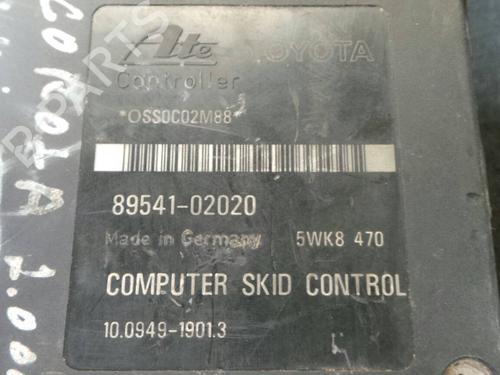 Ate TOYOTA
Controller
*OSS0C02M88*
89541-02020
Made in Germany 5WK8 470
COMPUTER SKID CONTROL
10.0949-1901.3